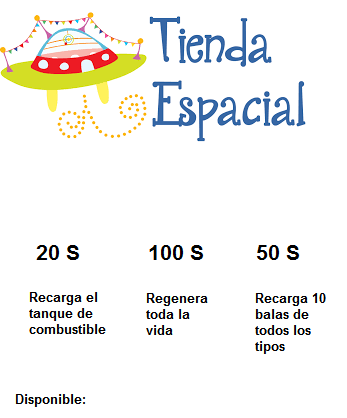 Tienda
Espacial
20 S
100 S
50 S
Recarga el
tanque de
combustible
Regenera
toda la
vida
Recarga 10
balas de
todos los
tipos
Disponible: